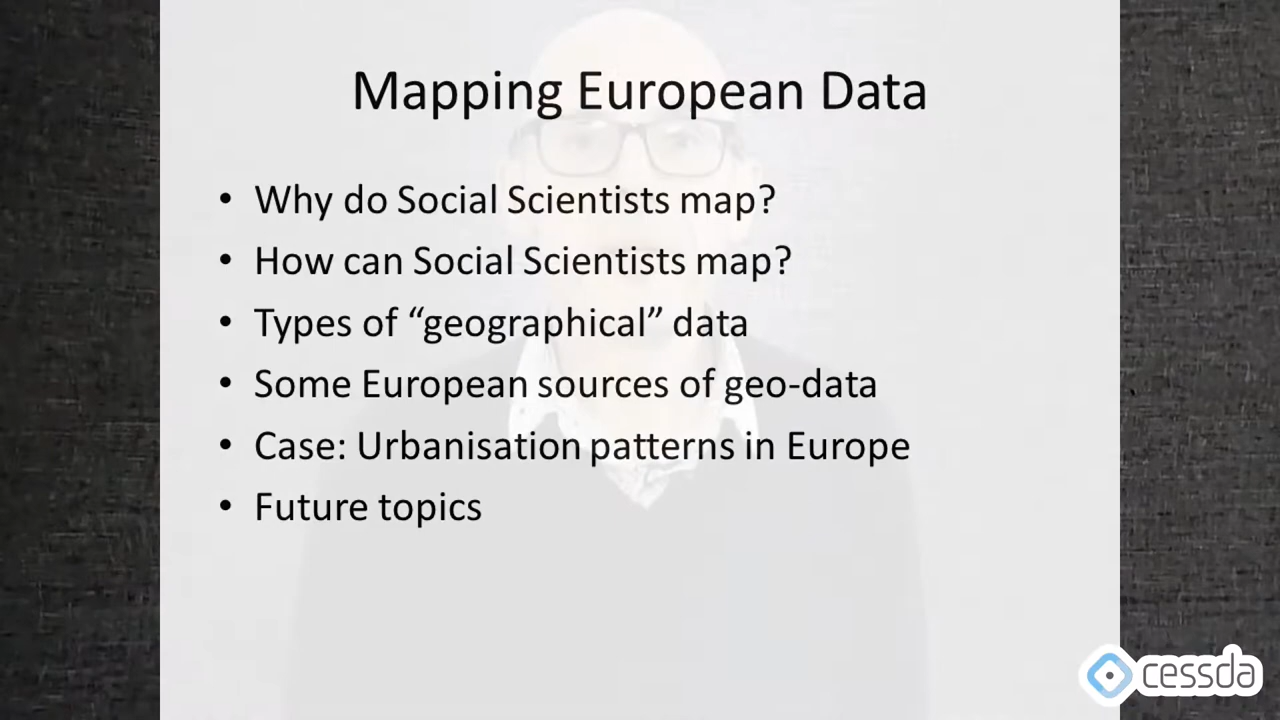 Mapping European Data
• Why do Social Scientists map?
• How can Social Scientists map?
• Types of “geographical” data
• Some European sources of geo-data
• Case: Urbanisation patterns in Europe
• Future topics
cessda